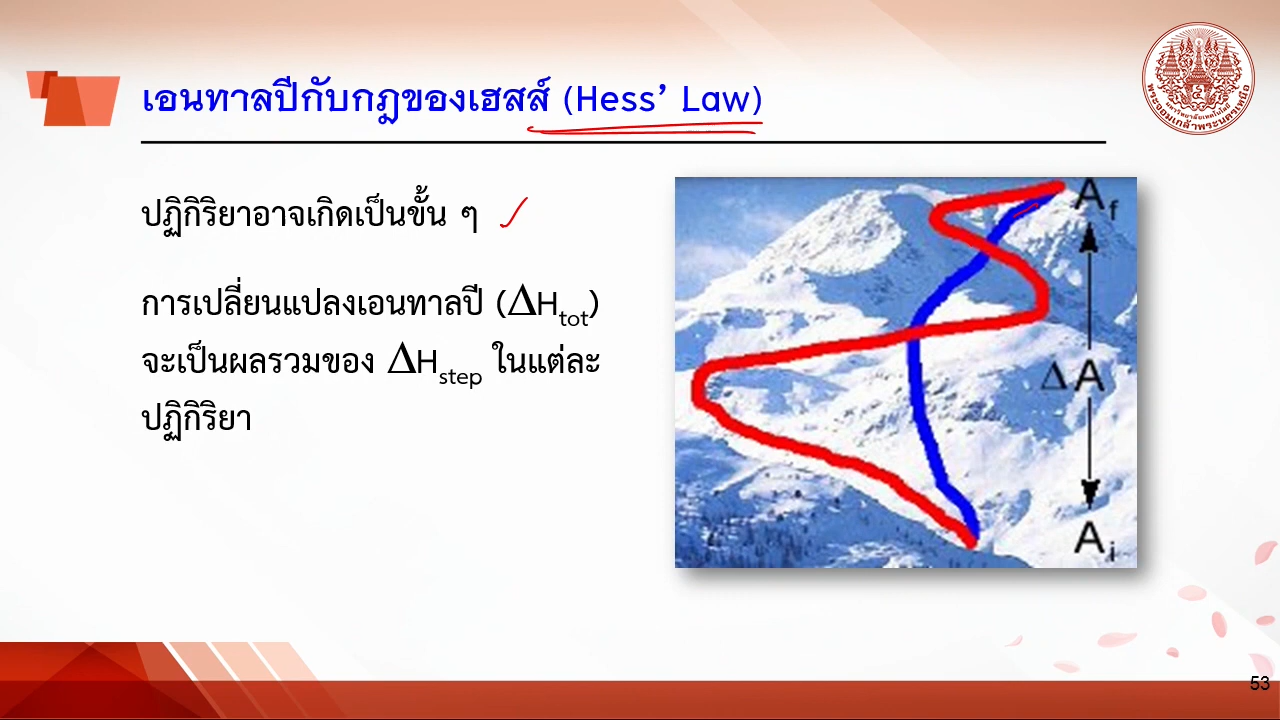 เอนทาลปีกับกฎของเฮสส์ (Hess’ Law)
ปฏิกิริยาอาจเกิดเป็นขั้น ๆ
การเปลี่ยนแปลงเอนทาลปี (ΔHtot)
จะเป็นผลรวมของ ΔHstep ในแต่ละ
ปฏิกิริยา
Af
ΔA
Ai
53